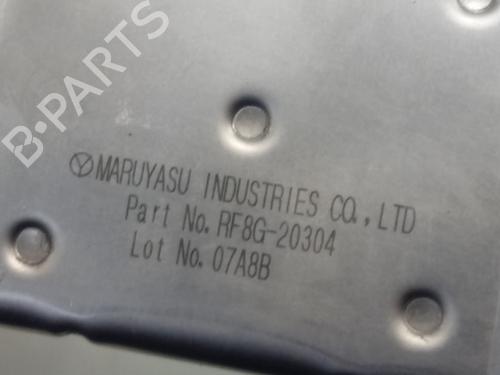 B-PARTS
MARUYASU INDUSTRIES CO.,LTD
Part No. RF8G-20304
Lot No. 07A8B